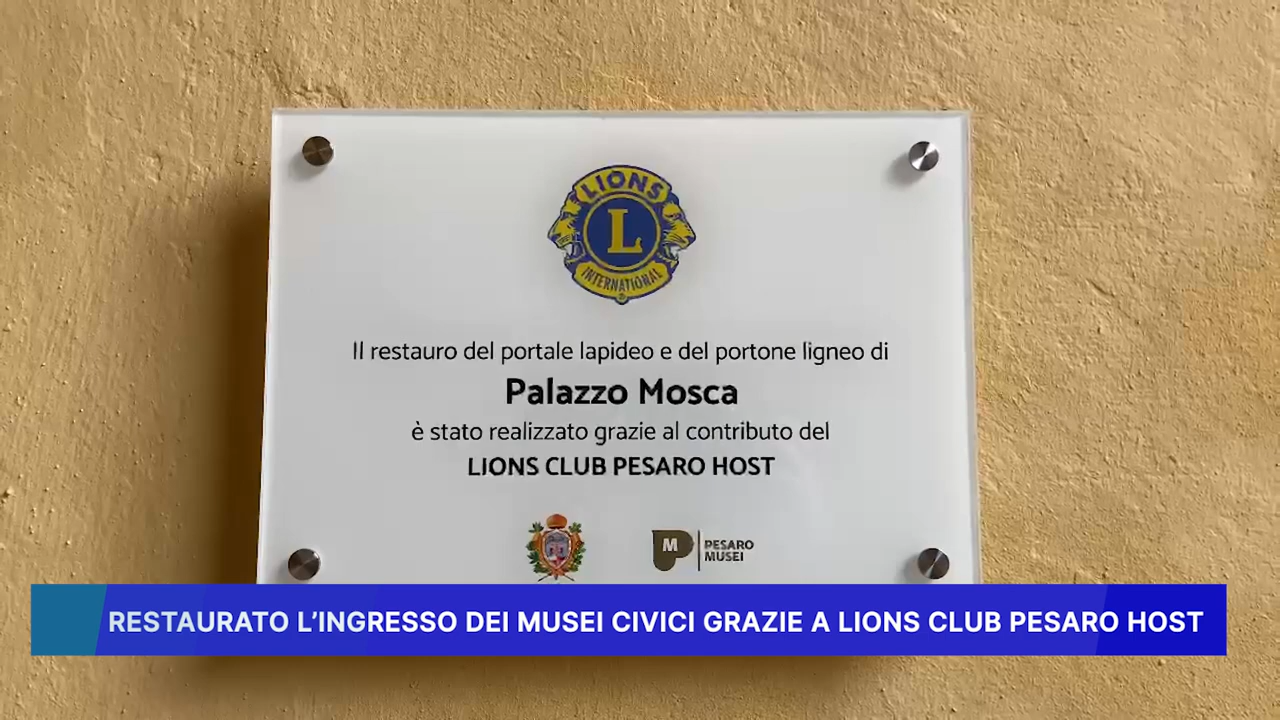 LIONS
L
INTERNATIONAL
Il restauro del portale lapideo e del portone ligneo di
Palazzo Mosca
è stato realizzato grazie al contributo del
LIONS CLUB PESARO HOST
M
PESARO
MUSEI
RESTAURATO L’INGRESSO DEI MUSEI CIVICI GRAZIE A LIONS CLUB PESARO HOST